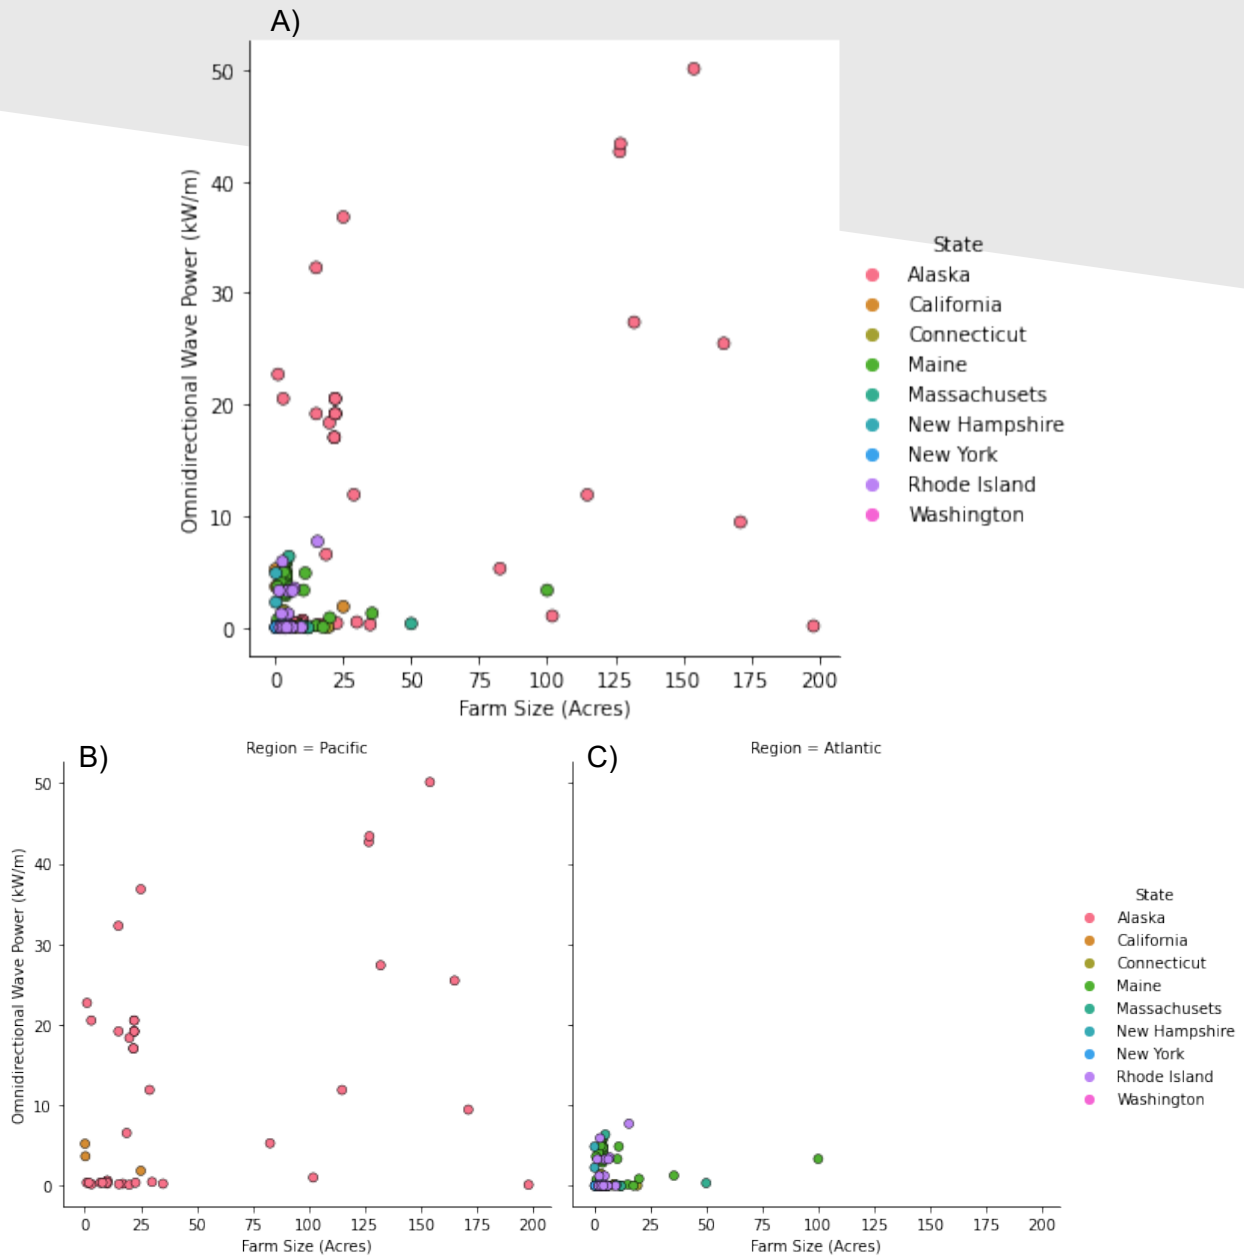 A)
50
40
30
20
10
0
Omnidirectional Wave Power (kW/m)
0 25 50 75 100 125 150 175 200
Farm Size (Acres)
State
Alaska
California
Connecticut
Maine
Massachusets
New Hampshire
New York
Rhode Island
Washington
B)
Region = Pacific
50
40
30
20
10
0
Omnidirectional Wave Power (kW/m)
0 25 50 75 100 125 150 175 200
Farm Size (Acres)
C)
Region = Atlantic
0 25 50 75 100 125 150 175 200
Farm Size (Acres)
State
Alaska
California
Connecticut
Maine
Massachusets
New Hampshire
New York
Rhode Island
Washington